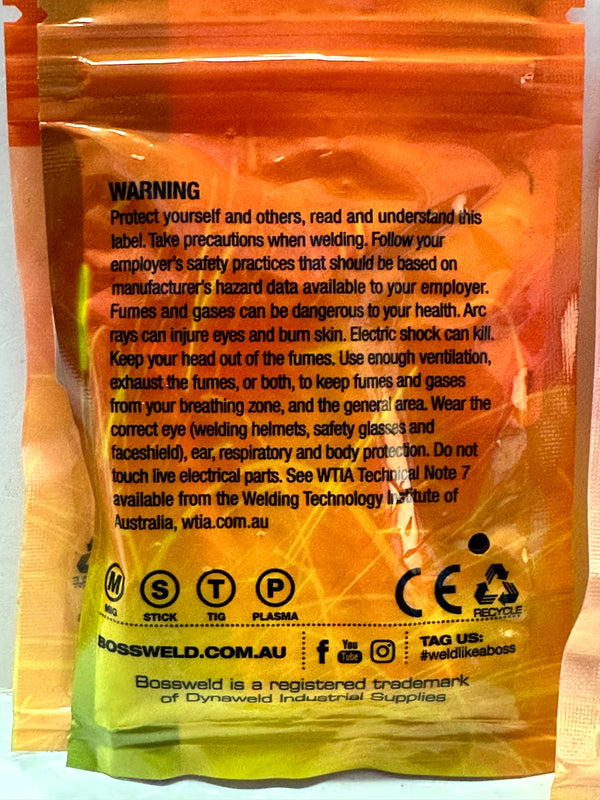 WARNING
Protect yourself and others, read and understand this
label. Take precautions when welding. Follow your
employer's safety practices that should be based on
manufacturer's hazard data available to your employer.
Fumes and gases can be dangerous to your health. Arc
rays can injure eyes and burn skin. Electric shock can kill.
Keep your head out of the fumes. Use enough ventilation,
exhaust the fumes, or both, to keep fumes and gases
from your breathing zone, and the general area. Wear the
correct eye (welding helmets, safety glasses and
faceshield), ear, respiratory and body protection. Do not
touch live electrical parts. See WTIA Technical Note 7
available from the Welding Technology Institute of
Australia, wtia.com.au
M S T P CE
MIG STICK TIG PLASMA RECYCLE
BOSSWELD.COM.AU f You Tube TAG US:
#weldlikeaboss
Bossweld is a registered trademark
of Dynaweld Industrial Supplies